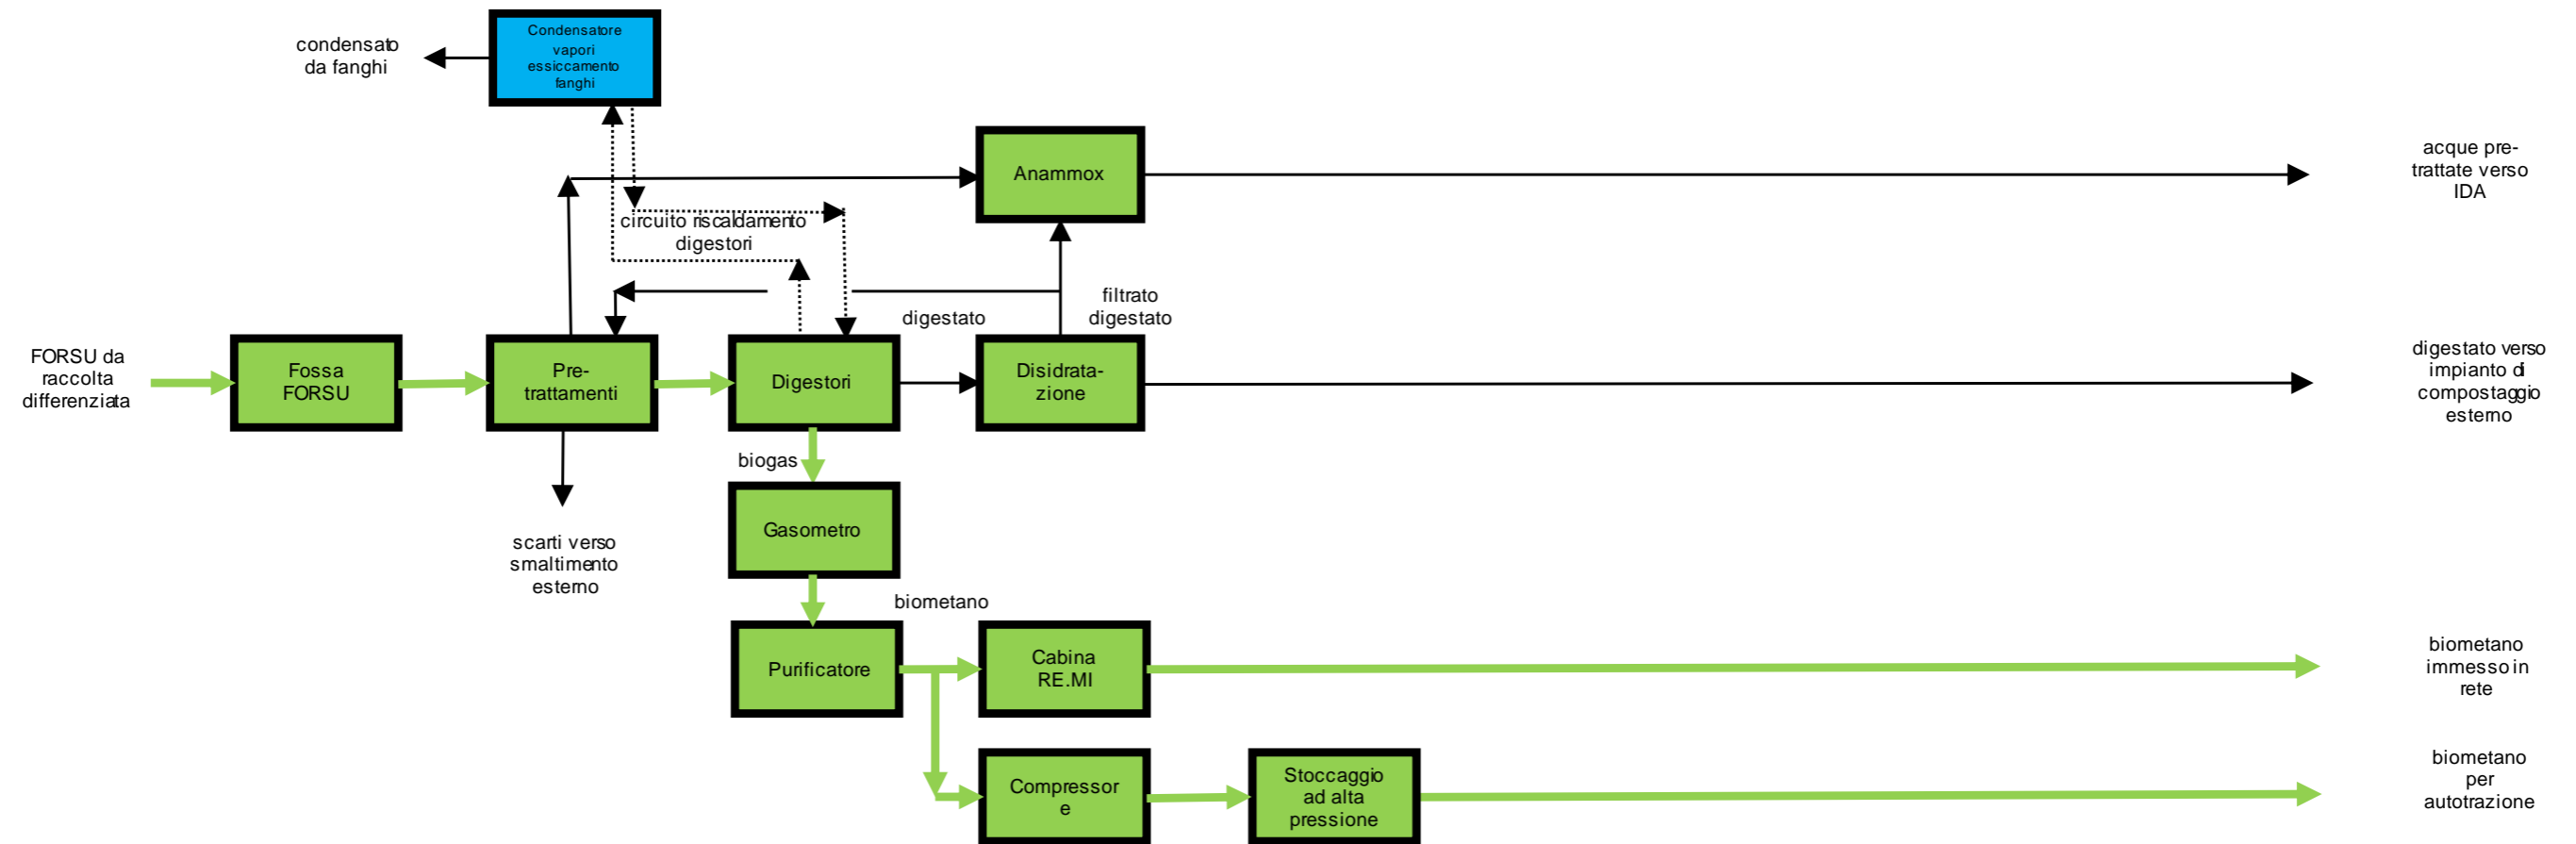 condensato
da fanghi
Condensatore
vapori
essiccamento
fanghi
Anammox
acque pre-
trattate verso
IDA
circuito riscaldamento
digestori
digestato
filtrato
digestato
FORSU da
raccolta
differenziata
Fossa
FORSU
Pre-
trattamenti
Digestori
Disidrata-
zione
digestato verso
impianto di
compostaggio
esterno
biogas
Gasometro
scarti verso
smaltimento
esterno
biometano
Purificatore
Cabina
RE.MI
biometano
immesso in
rete
Compressor
e
Stoccaggio
ad alta
pressione
biometano
per
autotrazione